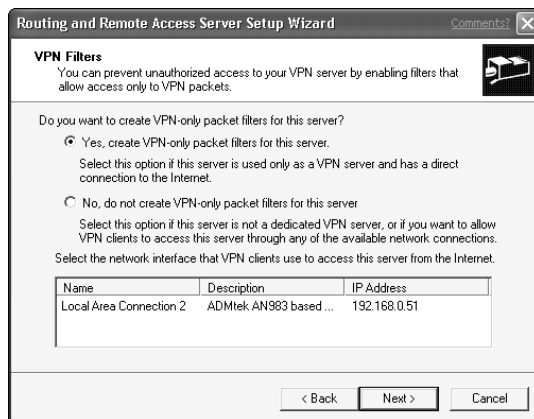 Routing and Remote Access Server Setup Wizard Comments?
VPN Filters
You can prevent unauthorized access to your VPN server by enabling filters that
allow access only to VPN packets.
Do you want to create VPN-only packet filters for this server?
Yes, create VPN-only packet filters for this server.
Select this option if this server is used only as a VPN server and has a direct
connection to the Internet.
No, do not create VPN-only packet filters for this server
Select this option if this server is not a dedicated VPN server, or if you want to allow
VPN clients to access this server through any of the available network connections.
Select the network interface that VPN clients use to access this server from the Internet.
Name Description IP Address
Local Area Connection 2 ADMtek AN983 based ... 192.168.0.51
< Back Next > Cancel